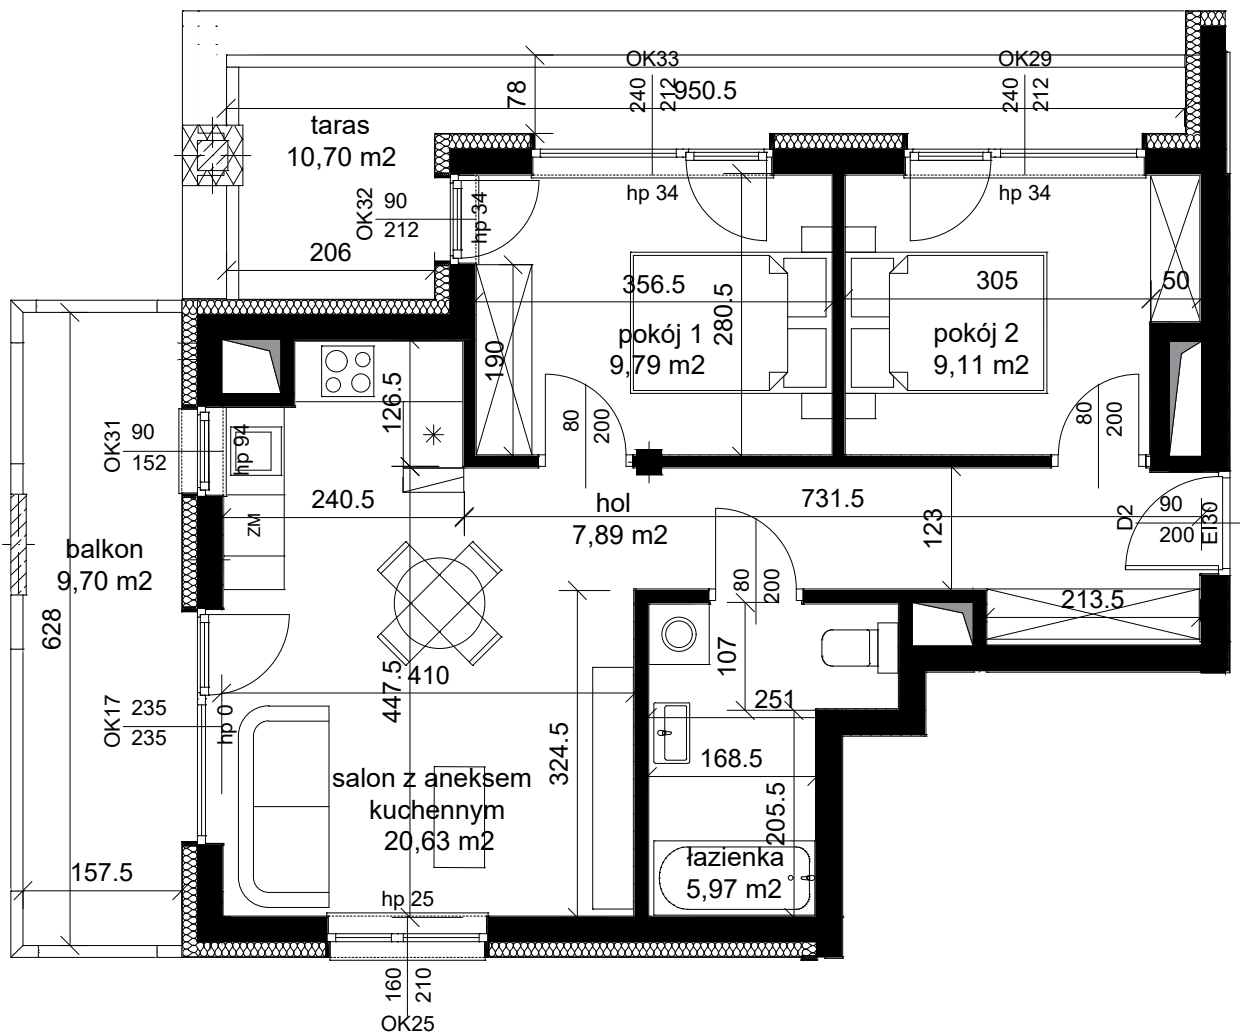 OK33
240
212
950.5
OK29
240
212
78
taras
10,70 m2
hp 34
hp 34
OK32
90
212
hp 34
206
356.5
280.5
305
50
pokój 1
9,79 m2
pokój 2
9,11 m2
190
126.5
80
200
80
200
OK31
90
152
hp 94
240.5
ZM
hol
7,89 m2
731.5
123
D2
90
200
EI30
balkon
9,70 m2
628
80
200
213.5
107
447.5
410
251
OK17
235
235
hp 0
324.5
168.5
205.5
salon z aneksem
kuchennym
20,63 m2
łazienka
5,97 m2
157.5
hp 25
160
210
OK25